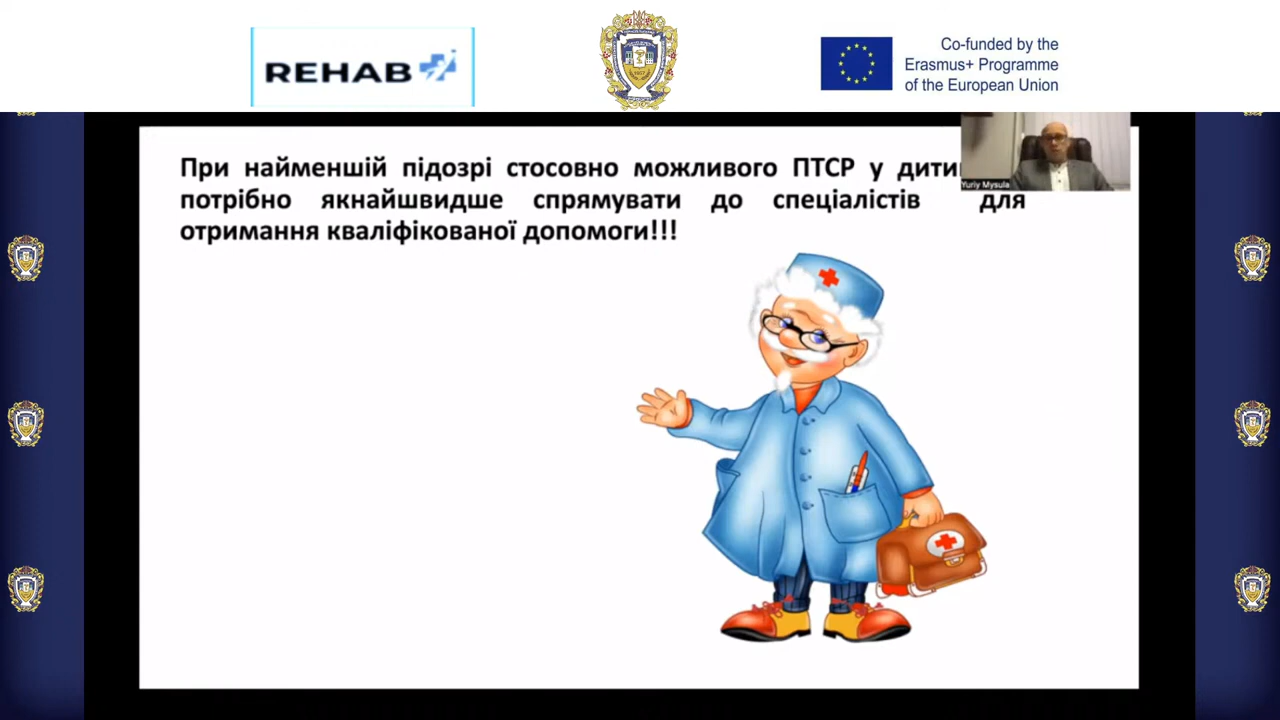 REHAB
Co-funded by the
Erasmus+ Programme
of the European Union
При найменшій підозрі стосовно можливого ПТСР у
потрібно якнайшвидше спрямувати до спеціалістів для
отримання кваліфікованої допомоги!!!
Yuriy Mysula